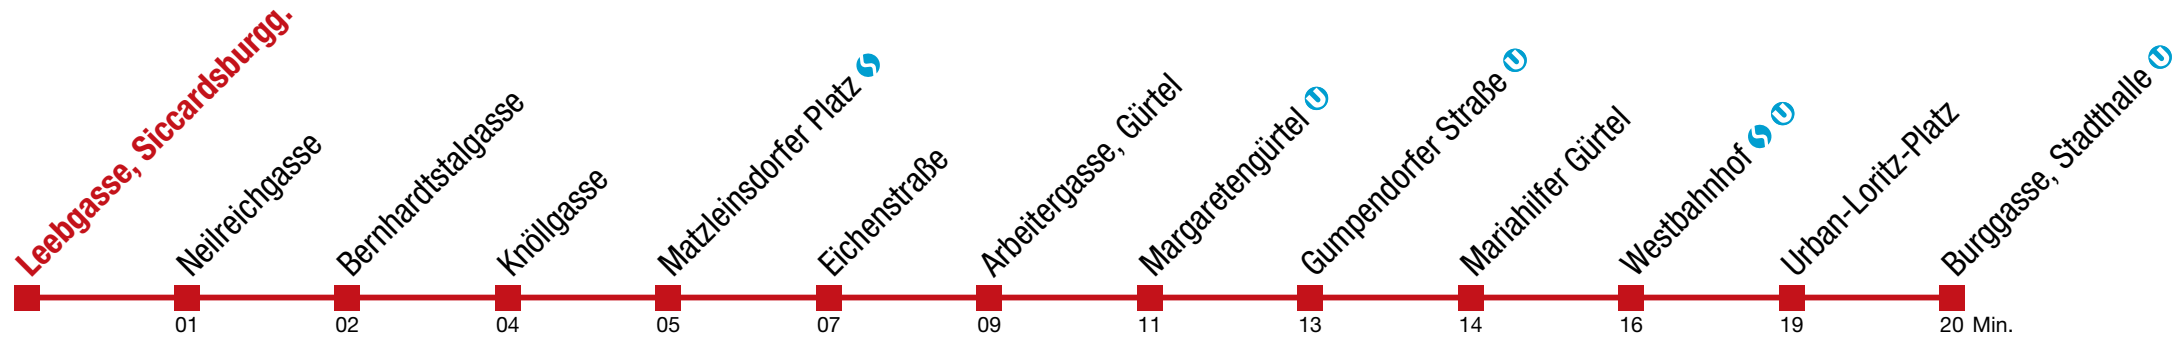 Leebgasse, Siccardsburgg.
Neilreichgasse
Bernhardtstalgasse
Knöllgasse
Matzleinsdorfer Platz S
Eichenstraße
Arbeitergasse, Gürtel
Margaretengürtel U
Gumpendorfer Straße U
Mariahilfer Gürtel
Westbahnhof S U
Urban-Loritz-Platz
Burggasse, Stadthalle U
01 02 04 05 07 09 11 13 14 16 19 20 Min.